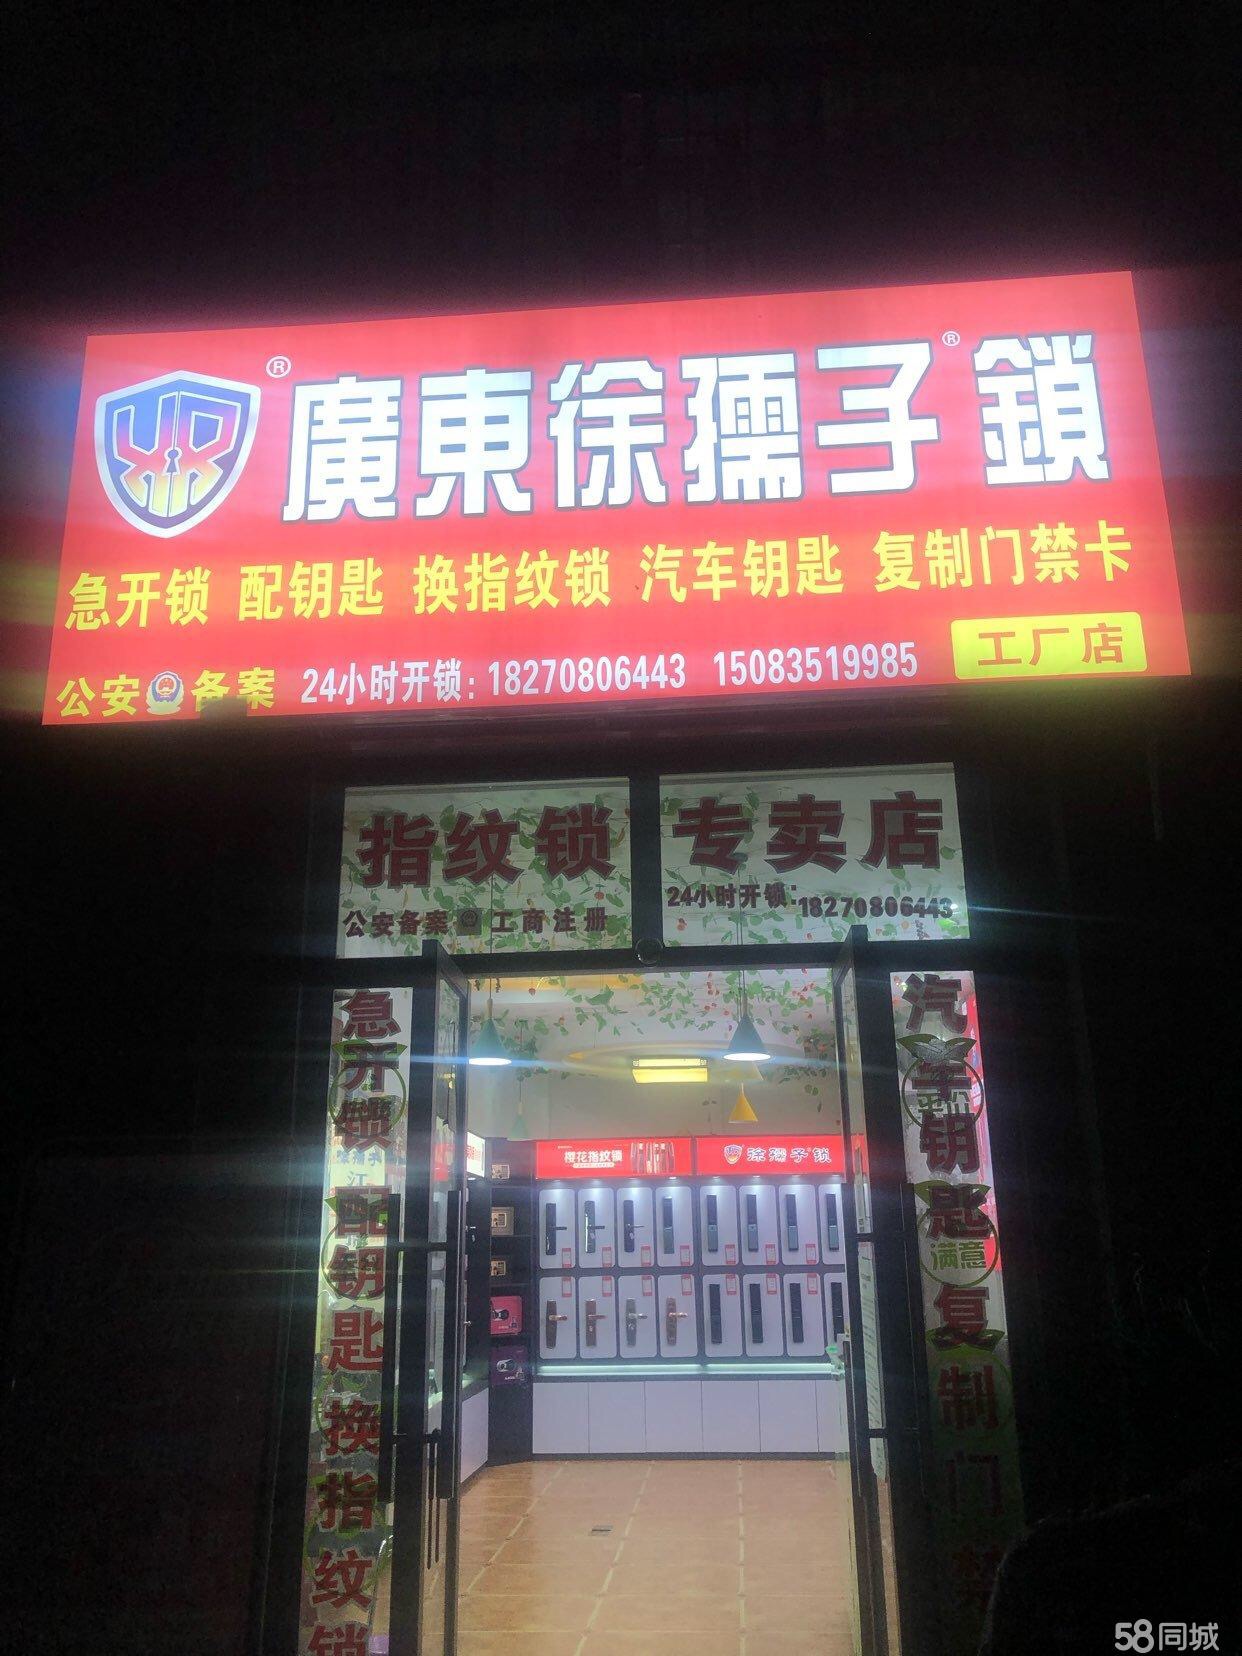 ® 廣東徐孺子® 鎖
急开锁 配钥匙 换指纹锁 汽车钥匙 复制门禁卡
公安 备案 24小时开锁: 18270806443 15083519985 工厂店
指纹锁 专卖店
公安备案 工商注册 24小时开锁: 18270806443
急开锁 配钥匙 换指纹锁
汽车钥匙 复制门禁
满意
樱花指纹锁 徐孺子锁
58同城